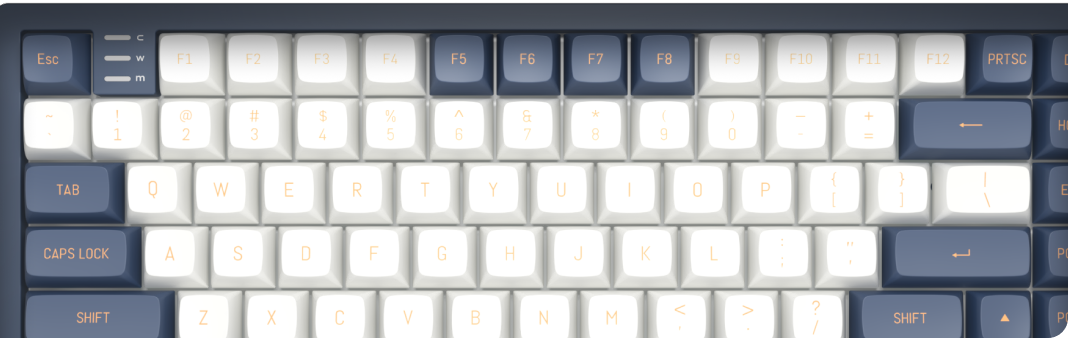 Esc C W m F1 F2 F3 F4 F5 F6 F7 F8 F9 F10 F11 F12 PRTSC
~ ! @ # $ % ^ & * ( ) — +
· 1 2 3 4 5 6 7 8 9 0 - = ←
TAB Q W E R T Y U I O P { } |
[ ] \
CAPS LOCK A S D F G H J K L : "
; ' ↵
SHIFT Z X C V B N M < > ? SHIFT ▲
, . /